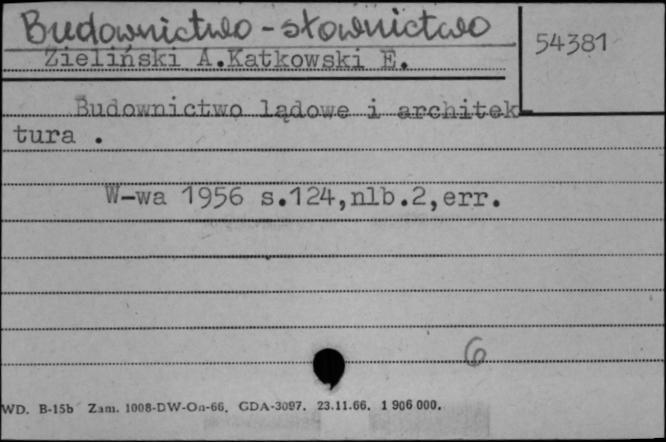 Budownictwo - słownictwo
54381
Zieliński A.Katkowski E.
Budownictwo lądowe i architek
tura .
W-wa 1956 s.124,nlb.2,err.
6
WD. B-15b Zam. 1008-DW-On-66. GDA-3097. 23.11.66. 1 906 000.